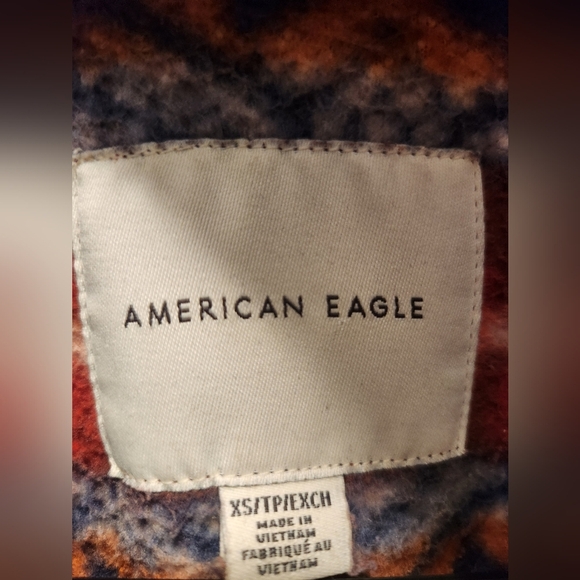 AMERICAN EAGLE
XS/TP/EXCH
MADE IN
VIETNAM
FABRIQUÉ AU
VIETNAM